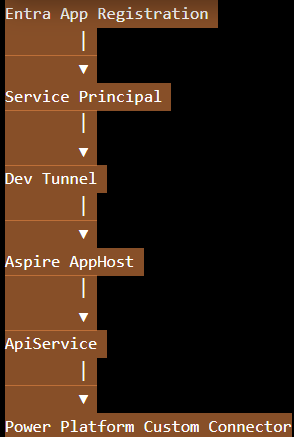 Entra App Registration
│
▼
Service Principal
│
▼
Dev Tunnel
│
▼
Aspire AppHost
│
▼
ApiService
│
▼
Power Platform Custom Connector